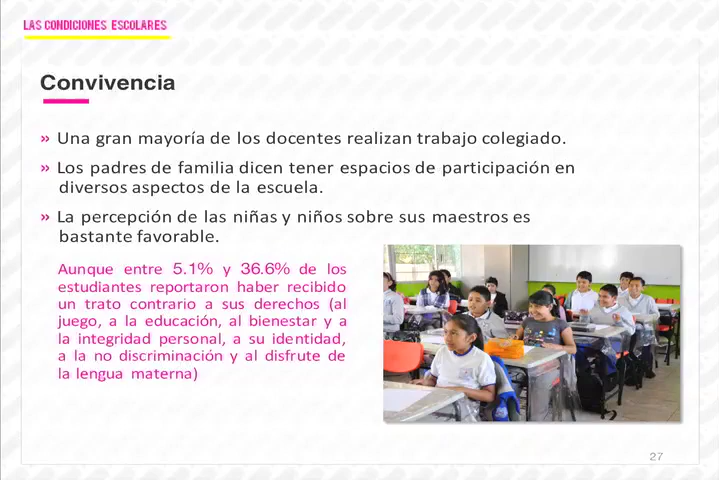 LAS CONDICIONES ESCOLARES
Convivencia
» Una gran mayoría de los docentes realizan trabajo colegiado.
» Los padres de familia dicen tener espacios de participación en
diversos aspectos de la escuela.
» La percepción de las niñas y niños sobre sus maestros es
bastante favorable.
Aunque entre 5.1% y 36.6% de los
estudiantes reportaron haber recibido
un trato contrario a sus derechos (al
juego, a la educación, al bienestar y a
la integridad personal, a su identidad,
a la no discriminación y al disfrute de
la lengua materna)
27